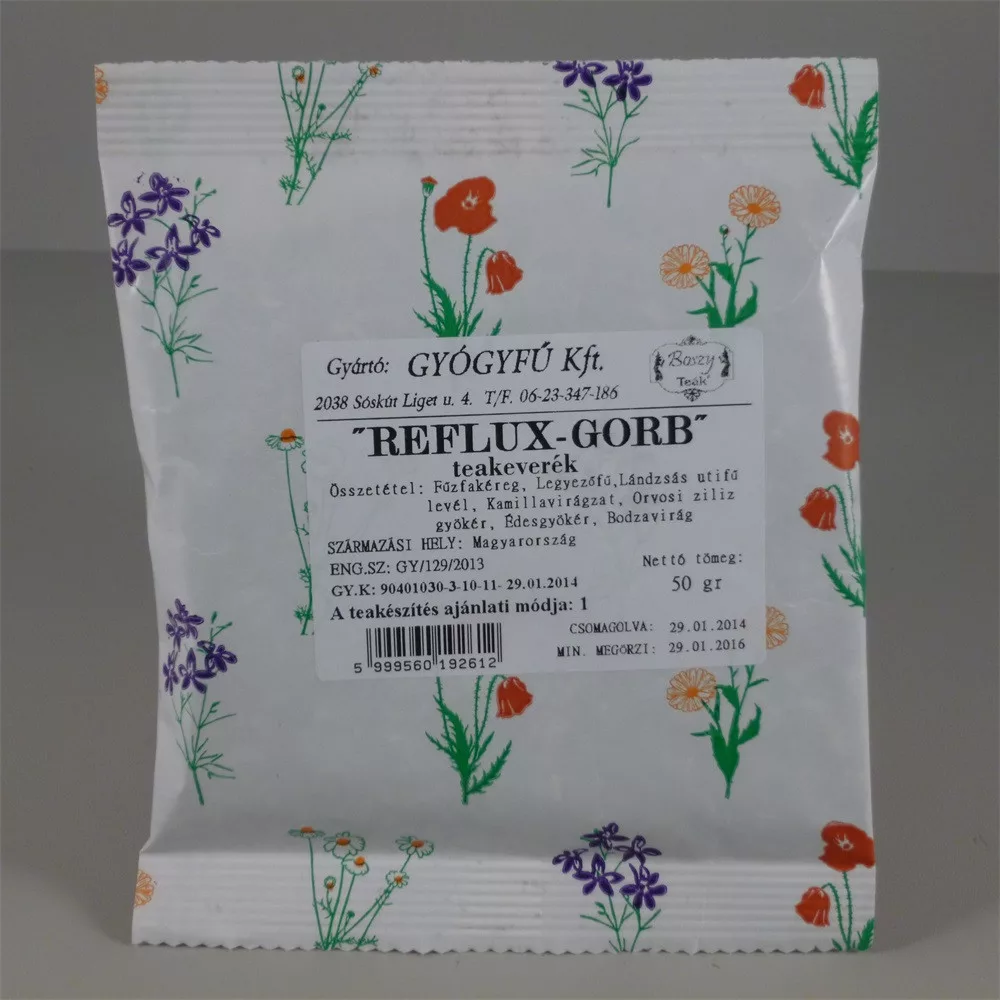 Gyártó: GYÓGYFŰ Kft.
Boszy
Teák
2038 Sóskút Liget u. 4. T/F. 06-23-347-186
"REFLUX-GORB"
teakeverék
Összetétel: Fűzfakéreg, Legyezőfű,Lándzsás utifű
levél, Kamillavirágzat, Orvosi ziliz
gyökér, Édesgyökér, Bodzavirág
SZÁRMAZÁSI HELY: Magyarország
ENG.SZ: GY/129/2013
Nettó tömeg:
50 gr
GY.K: 90401030-3-10-11- 29.01.2014
A teakészítés ajánlati módja: 1
CSOMAGOLVA: 29.01.2014
MIN. MEGŐRZI: 29.01.2016
5 999560 192612